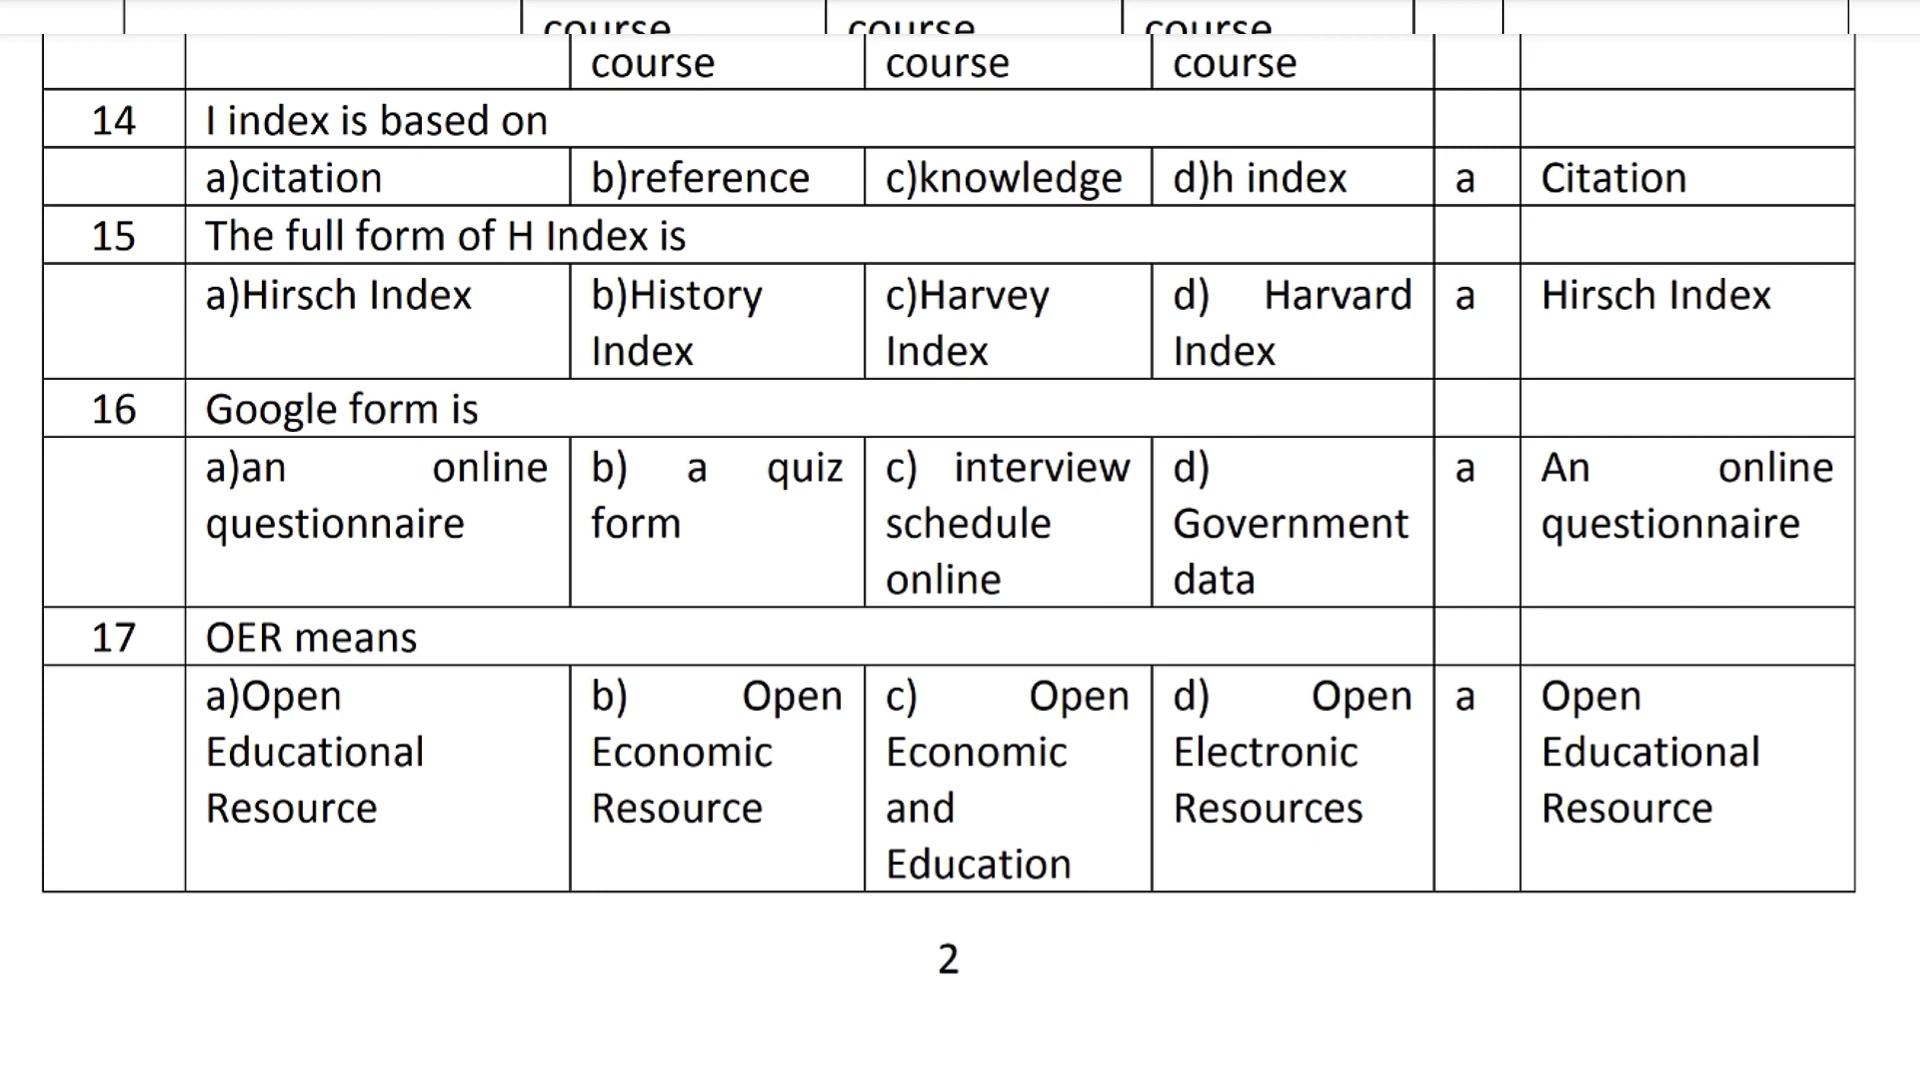 course course course
course course course
14 I index is based on
a)citation b)reference c)knowledge d)h index a Citation
15 The full form of H Index is
a)Hirsch Index b)History c)Harvey d) Harvard a Hirsch Index
Index Index Index
16 Google form is
a)an online b) a quiz c) interview d) a An online
questionnaire form schedule Government questionnaire
online data
17 OER means
a)Open b) Open c) Open d) Open a Open
Educational Economic Economic Electronic Educational
Resource Resource and Resources Resource
Education
2